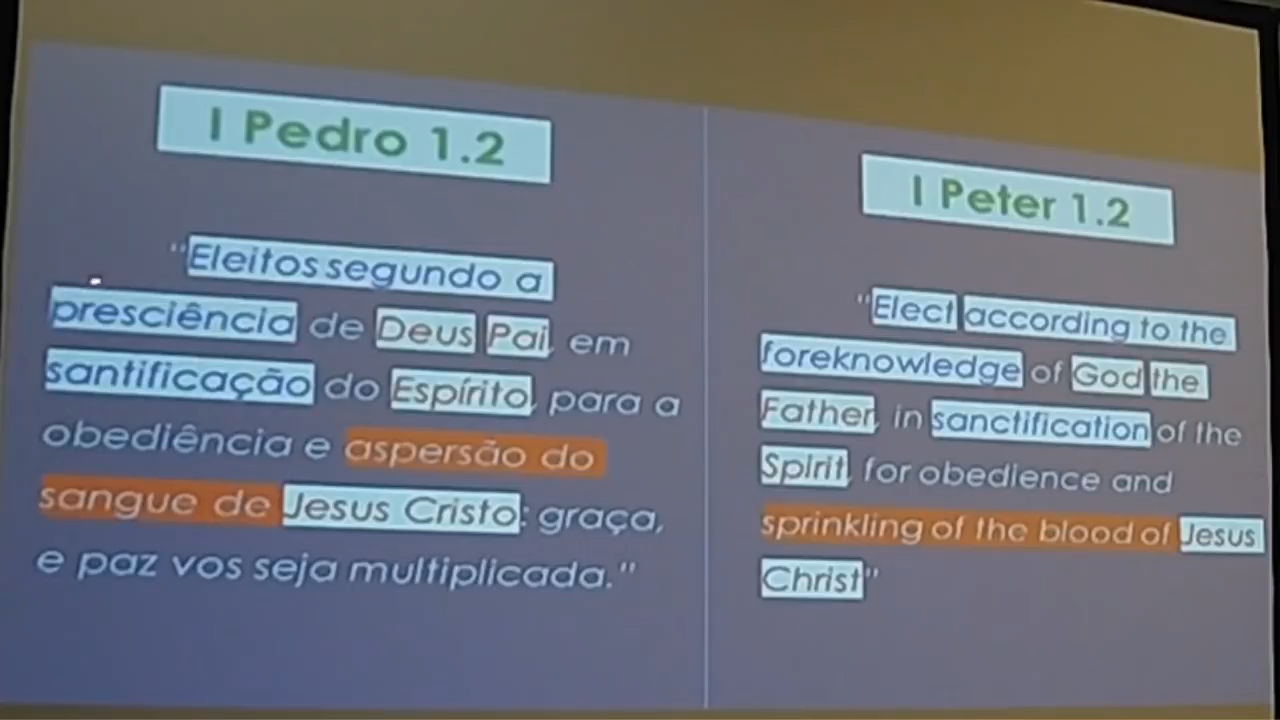 I Pedro 1.2
"Eleitos segundo a
presciência de Deus Pai, em
santificação do Espírito, para a
obediência e aspersão do
sangue de Jesus Cristo: graça,
e paz vos seja multiplicada."
I Peter 1.2
"Elect according to the
foreknowledge of God the
Father, in sanctification of the
Spirit, for obedience and
sprinkling of the blood of Jesus
Christ"